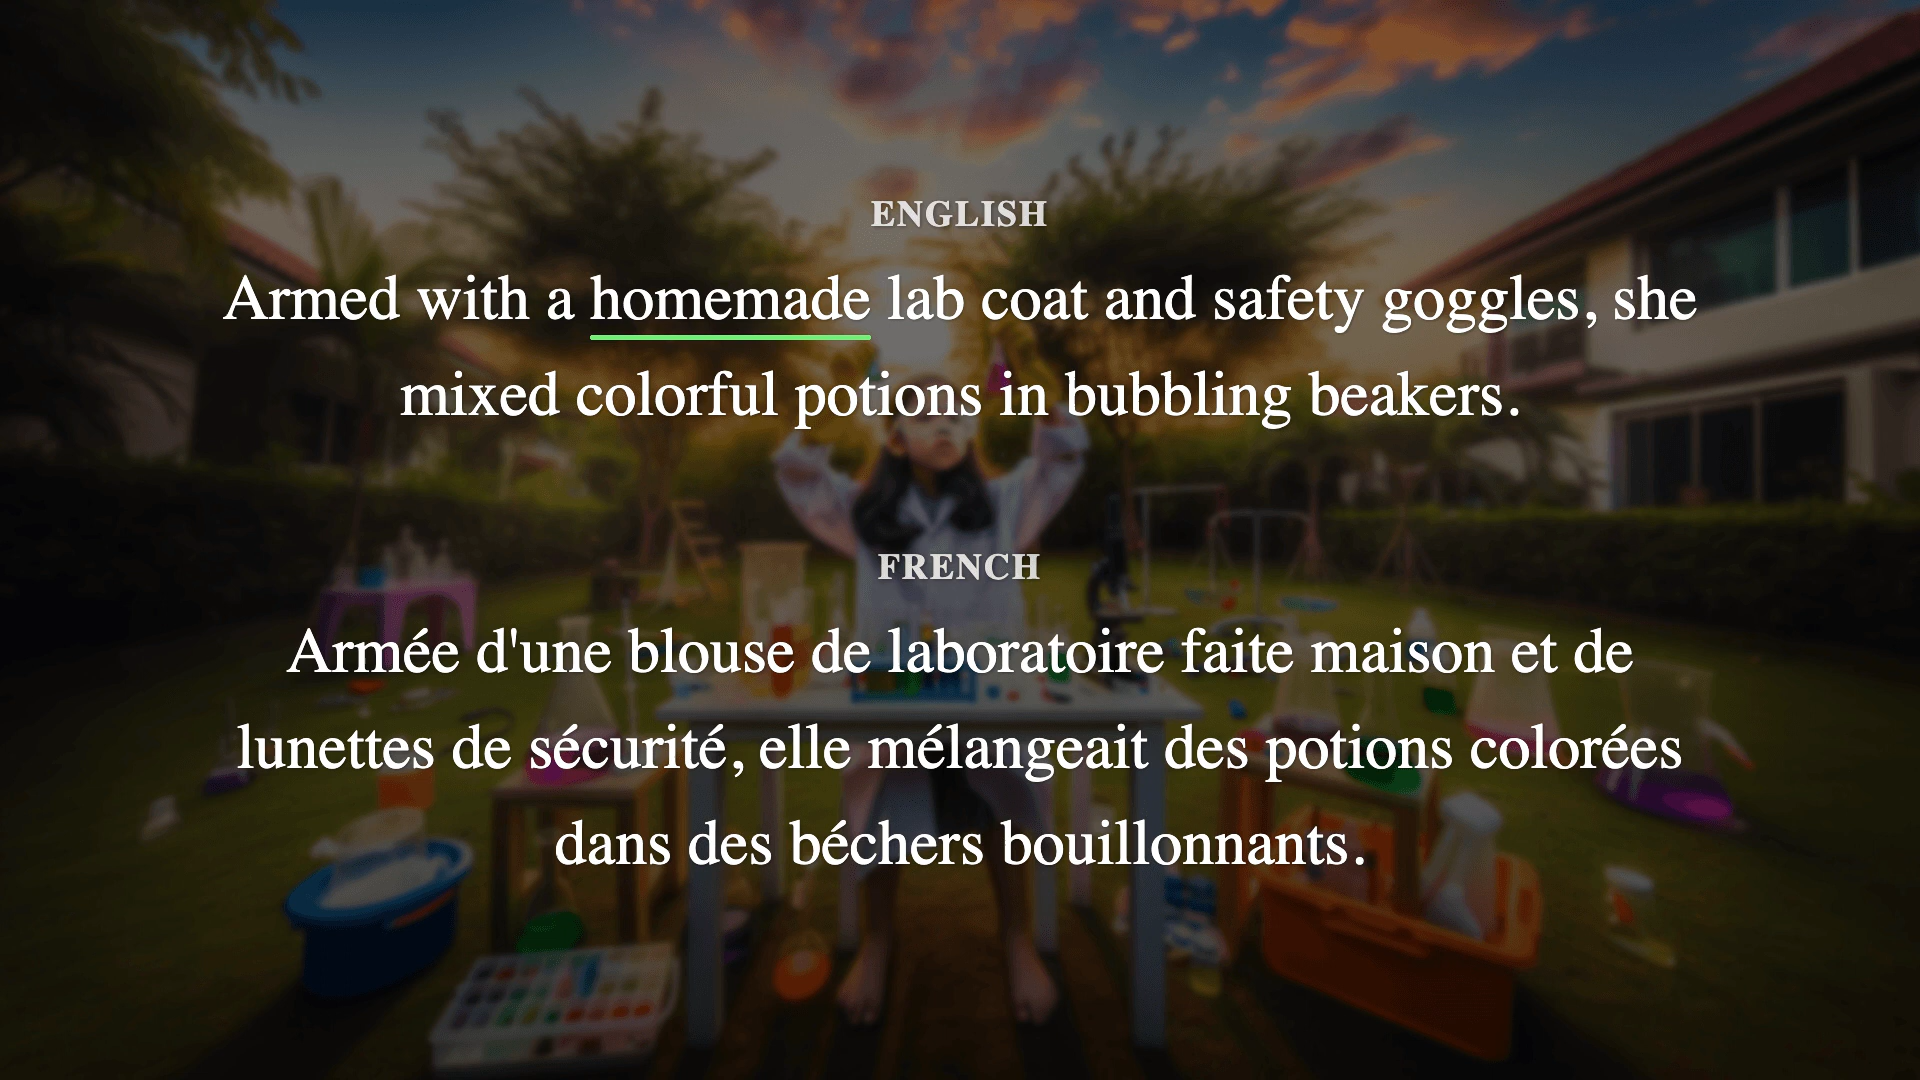 ENGLISH
Armed with a homemade lab coat and safety goggles, she
mixed colorful potions in bubbling beakers.
FRENCH
Armée d'une blouse de laboratoire faite maison et de
lunettes de sécurité, elle mélangeait des potions colorées
dans des béchers bouillonnants.